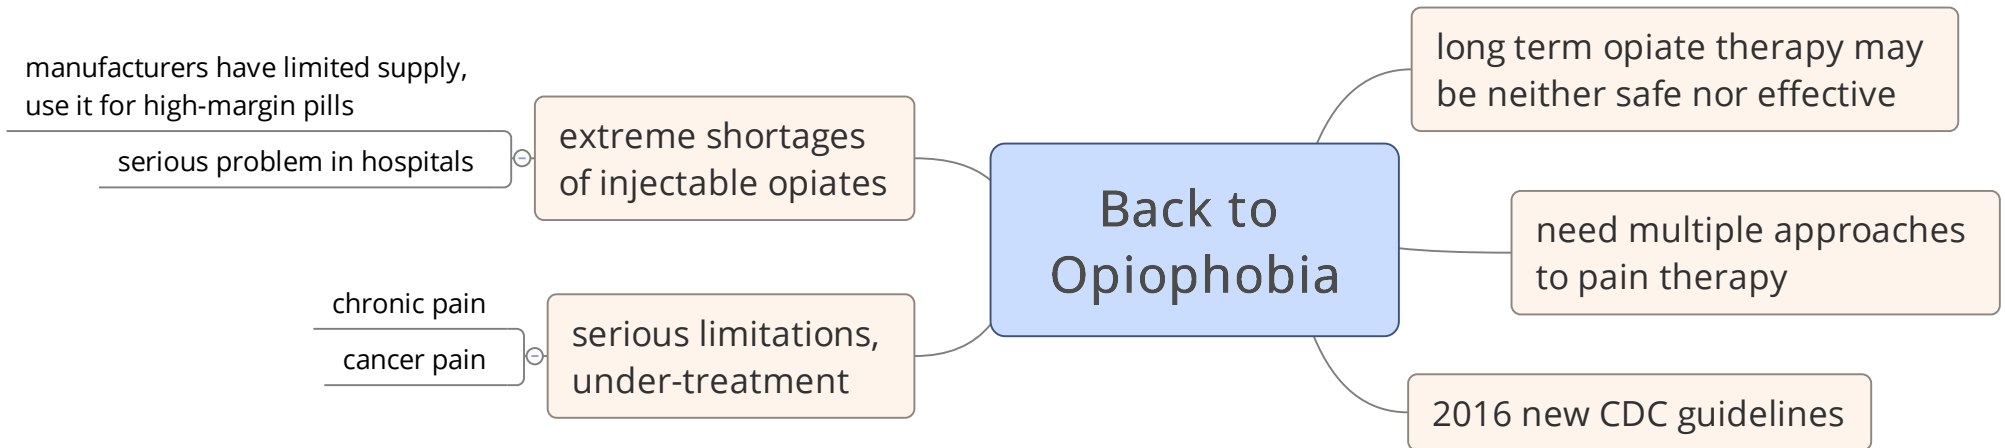 Back to
Opiophobia
long term opiate therapy may
be neither safe nor effective
need multiple approaches
to pain therapy
2016 new CDC guidelines
extreme shortages
of injectable opiates
manufacturers have limited supply,
use it for high-margin pills
serious problem in hospitals
serious limitations,
under-treatment
chronic pain
cancer pain